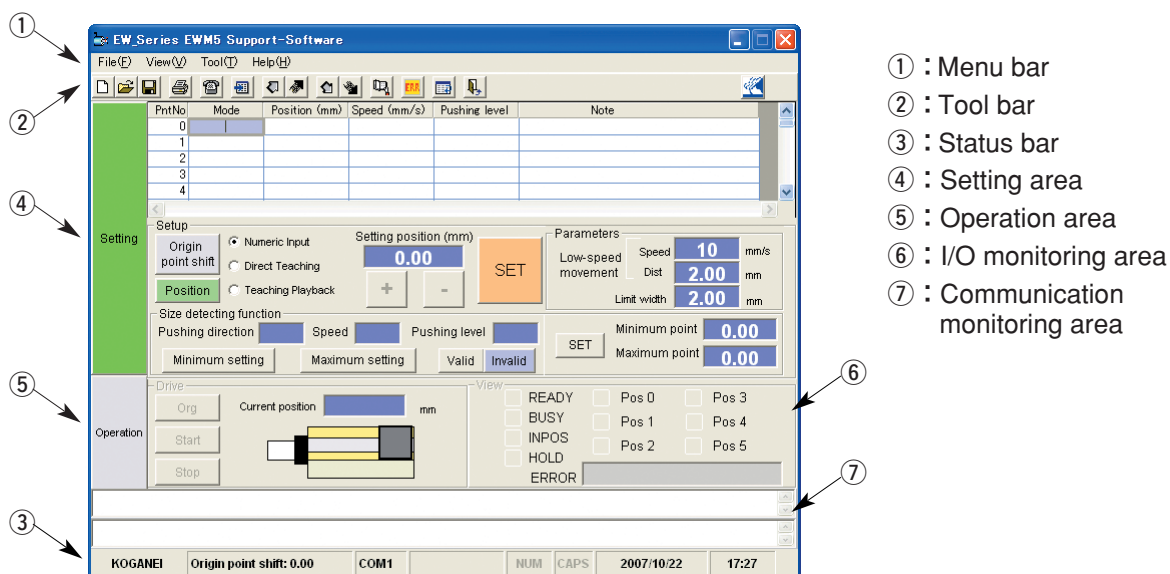 ①
②
④
⑤
③
⑥
⑦
EW_Series EWM5 Support-Software
File(F) View(V) Tool(T) Help(H)
ERR
PntNo Mode Position (mm) Speed (mm/s) Pushing level Note
0
1
2
3
4
Setting
Setup
Origin point shift
Position
Numeric Input
Direct Teaching
Teaching Playback
Setting position (mm)
0.00
+ -
SET
Parameters
Low-speed movement
Speed 10 mm/s
Dist 2.00 mm
Limit width 2.00 mm
Size detecting function
Pushing direction Speed Pushing level
Minimum setting Maximum setting Valid Invalid
SET
Minimum point 0.00
Maximum point 0.00
Operation
Drive
Org
Start
Stop
Current position mm
View
READY Pos 0 Pos 3
BUSY Pos 1 Pos 4
INPOS Pos 2 Pos 5
HOLD
ERROR
KOGANEI Origin point shift: 0.00 COM1 NUM CAPS 2007/10/22 17:27
① : Menu bar
② : Tool bar
③ : Status bar
④ : Setting area
⑤ : Operation area
⑥ : I/O monitoring area
⑦ : Communication
monitoring area